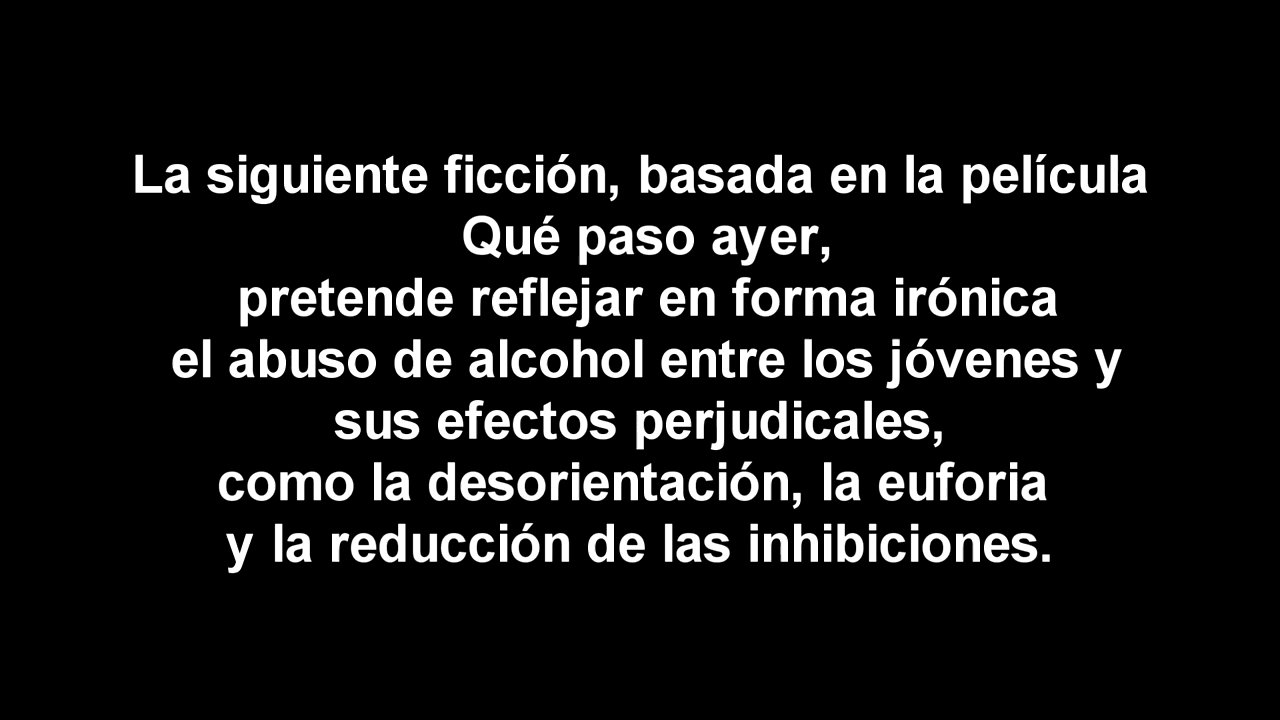 La siguiente ficción, basada en la película
Qué paso ayer,
pretende reflejar en forma irónica
el abuso de alcohol entre los jóvenes y
sus efectos perjudicales,
como la desorientación, la euforia
y la reducción de las inhibiciones.